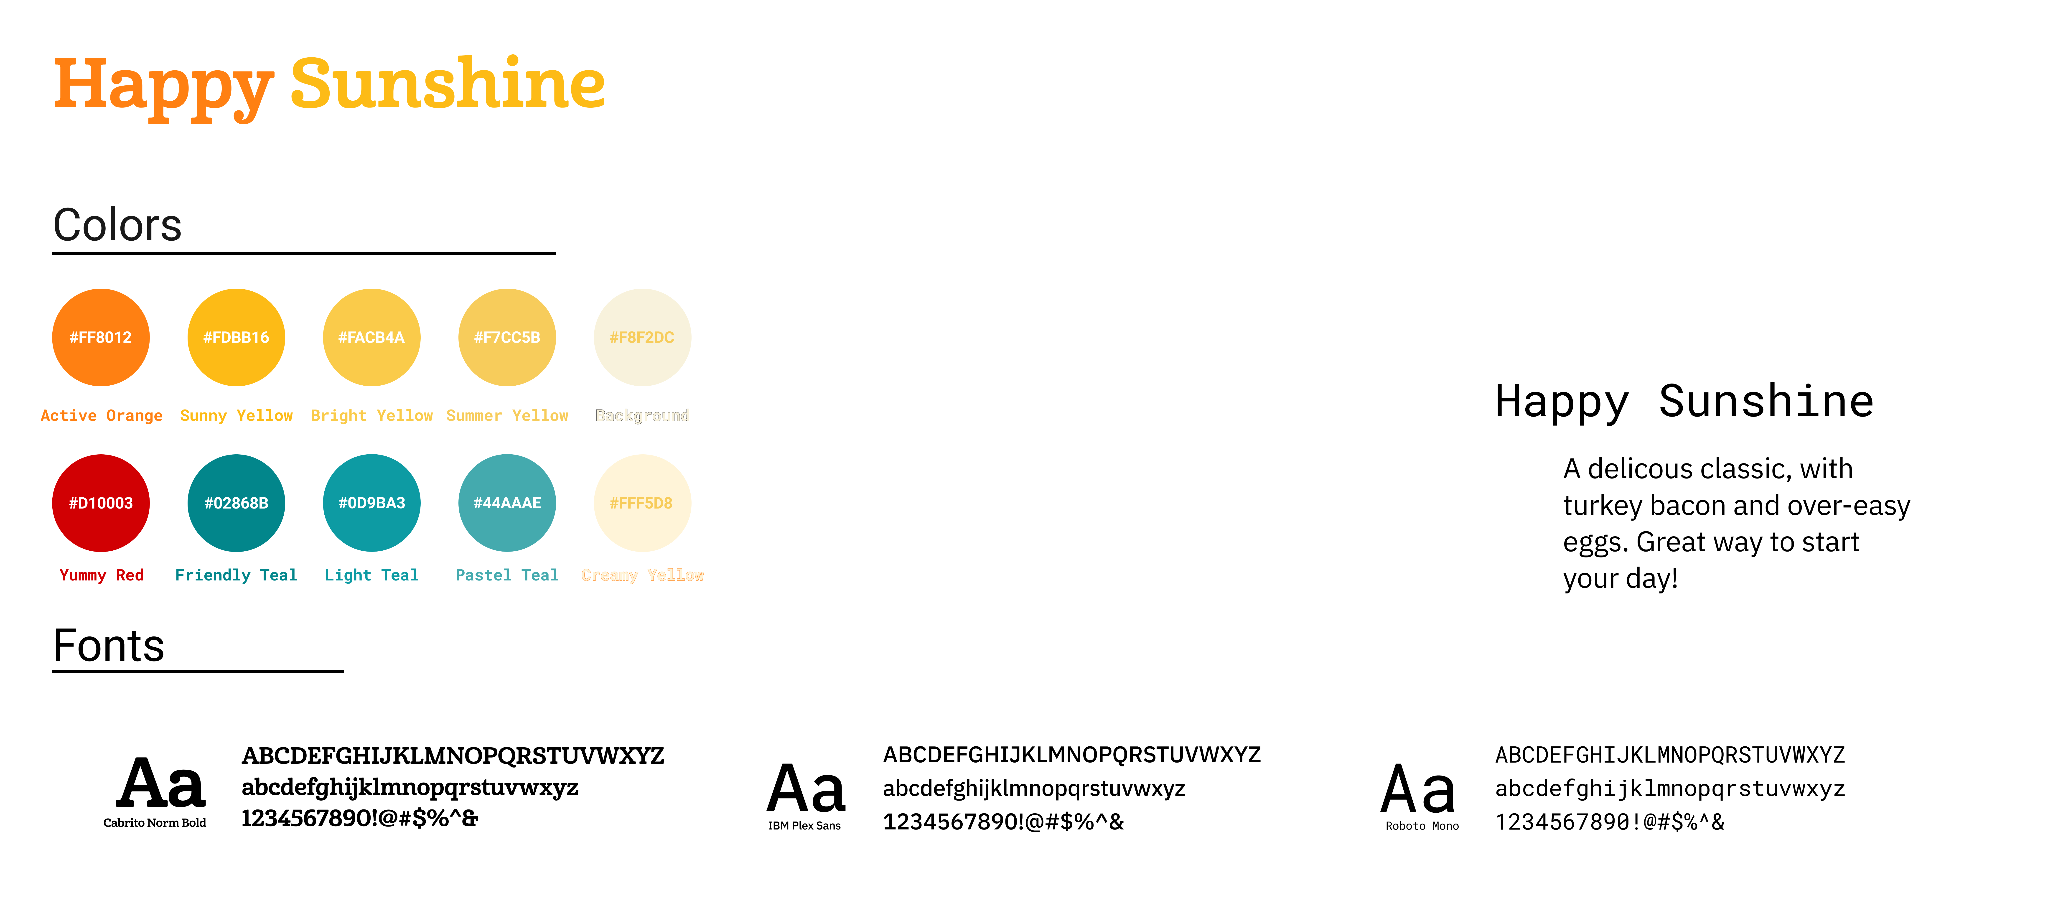 Happy Sunshine
Colors
#FF8012 #FDBB16 #FACB4A #F7CC5B #F8F2DC
Active Orange Sunny Yellow Bright Yellow Summer Yellow Background
#D10003 #02868B #0D9BA3 #44AAAE #FFF5D8
Yummy Red Friendly Teal Light Teal Pastel Teal Creamy Yellow
Happy Sunshine
A delicous classic, with
turkey bacon and over-easy
eggs. Great way to start
your day!
Fonts
Aa
Cabrito Norm Bold
ABCDEFGHIJKLMNOPQRSTUVWXYZ
abcdefghijklmnopqrstuvwxyz
1234567890!@#$%^&
Aa
IBM Plex Sans
ABCDEFGHIJKLMNOPQRSTUVWXYZ
abcdefghijklmnopqrstuvwxyz
1234567890!@#$%^&
Aa
Roboto Mono
ABCDEFGHIJKLMNOPQRSTUVWXYZ
abcdefghijklmnopqrstuvwxyz
1234567890!@#$%^&